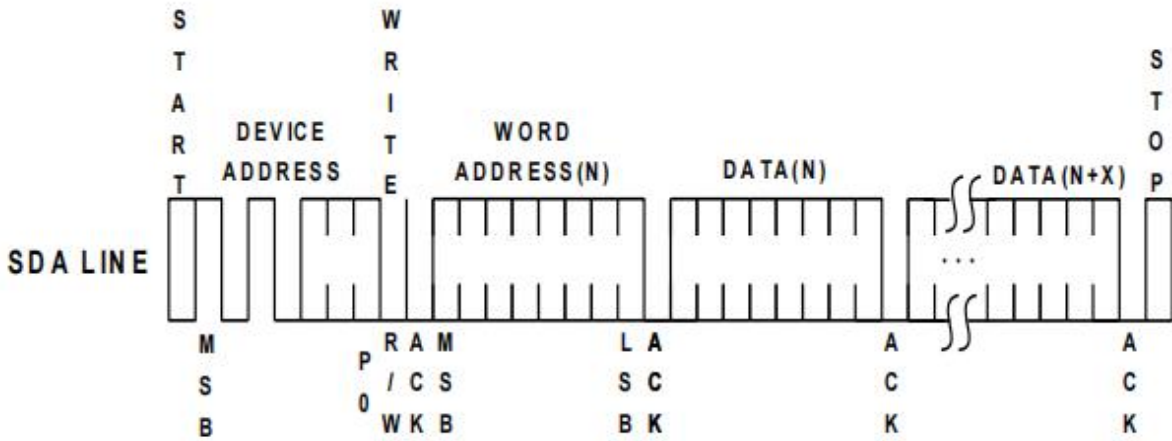 START
WRITE
STOP
DEVICE
ADDRESS
WORD
ADDRESS(N)
DATA(N)
DATA(N+X)
SDA LINE
...
MSB
P0
R/W
ACK
MSB
LSB
ACK
ACK
ACK